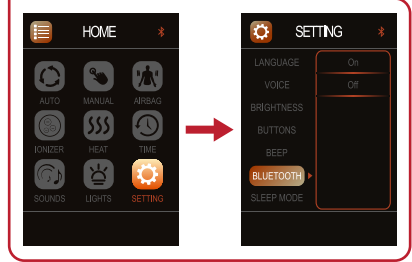 HOME
AUTO MANUAL AIRBAG
IONIZER HEAT TIME
SOUNDS LIGHTS SETTING
SETTING
LANGUAGE On
VOICE Off
BRIGHTNESS
BUTTONS
BEEP
BLUETOOTH
SLEEP MODE